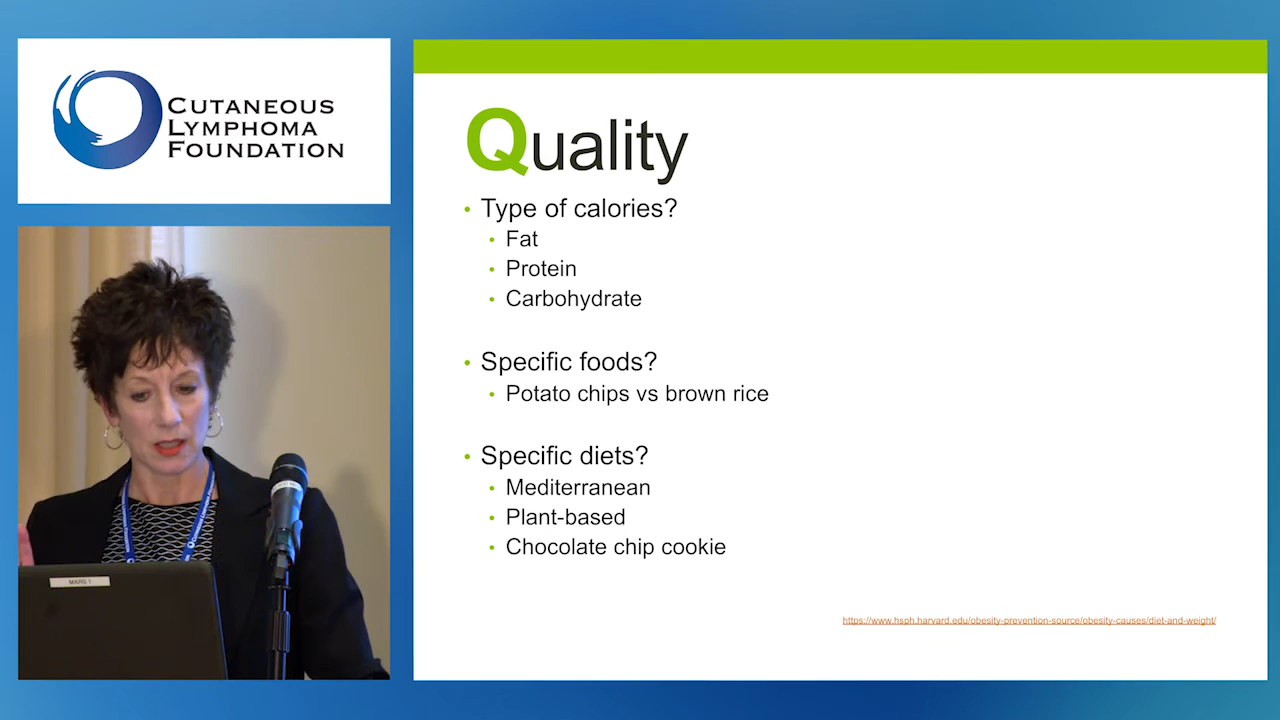 CUTANEOUS
LYMPHOMA
FOUNDATION
Quality
• Type of calories?
• Fat
• Protein
• Carbohydrate
• Specific foods?
• Potato chips vs brown rice
• Specific diets?
• Mediterranean
• Plant-based
• Chocolate chip cookie
https://www.hsph.harvard.edu/obesity-prevention-source/obesity-causes/diet-and-weight/
MARS 1